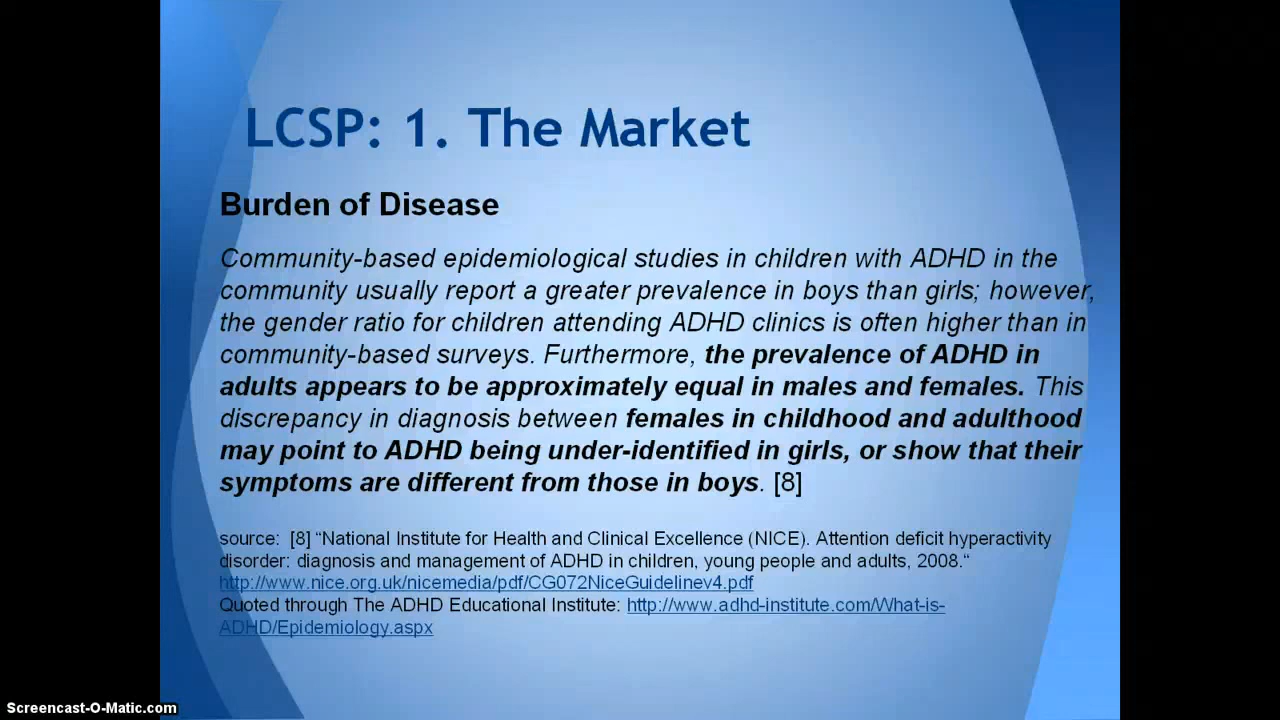 LCSP: 1. The Market
Burden of Disease
Community-based epidemiological studies in children with ADHD in the
community usually report a greater prevalence in boys than girls; however,
the gender ratio for children attending ADHD clinics is often higher than in
community-based surveys. Furthermore, the prevalence of ADHD in
adults appears to be approximately equal in males and females. This
discrepancy in diagnosis between females in childhood and adulthood
may point to ADHD being under-identified in girls, or show that their
symptoms are different from those in boys. [8]
source:  [8] “National Institute for Health and Clinical Excellence (NICE). Attention deficit hyperactivity
disorder: diagnosis and management of ADHD in children, young people and adults, 2008.“
http://www.nice.org.uk/nicemedia/pdf/CG072NiceGuidelinev4.pdf
Quoted through The ADHD Educational Institute: http://www.adhd-institute.com/What-is-
ADHD/Epidemiology.aspx
Screencast-O-Matic.com